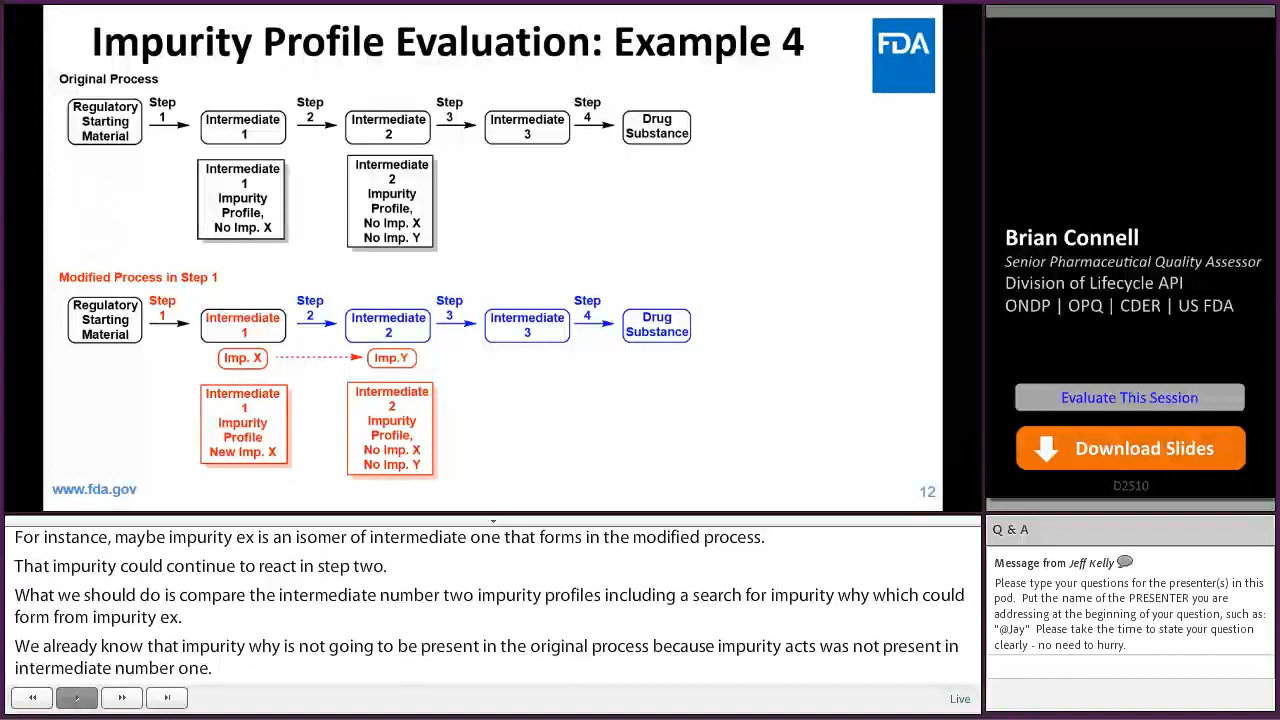 Impurity Profile Evaluation: Example 4
FDA
Original Process
Regulatory
Starting
Material
Step
1
Intermediate
1
Step
2
Intermediate
2
Step
3
Intermediate
3
Step
4
Drug
Substance
Intermediate
1
Impurity
Profile,
No Imp. X
Intermediate
2
Impurity
Profile,
No Imp. X
No Imp. Y
Modified Process in Step 1
Regulatory
Starting
Material
Step
1
Intermediate
1
Step
2
Intermediate
2
Step
3
Intermediate
3
Step
4
Drug
Substance
Imp. X
Imp.Y
Intermediate
1
Impurity
Profile
New Imp. X
Intermediate
2
Impurity
Profile,
No Imp. X
No Imp. Y
www.fda.gov
12
Brian Connell
Senior Pharmaceutical Quality Assessor
Division of Lifecycle API
ONDP | OPQ | CDER | US FDA
Evaluate This Session
Download Slides
D2S10
For instance, maybe impurity ex is an isomer of intermediate one that forms in the modified process.
That impurity could continue to react in step two.
What we should do is compare the intermediate number two impurity profiles including a search for impurity why which could
form from impurity ex.
We already know that impurity why is not going to be present in the original process because impurity acts was not present in
intermediate number one.
Live
Q & A
Message from Jeff Kelly
Please type your questions for the presenter(s) in this
pod. Put the name of the PRESENTER you are
addressing at the beginning of your question, such as:
"@Jay" Please take the time to state your question
clearly - no need to hurry.